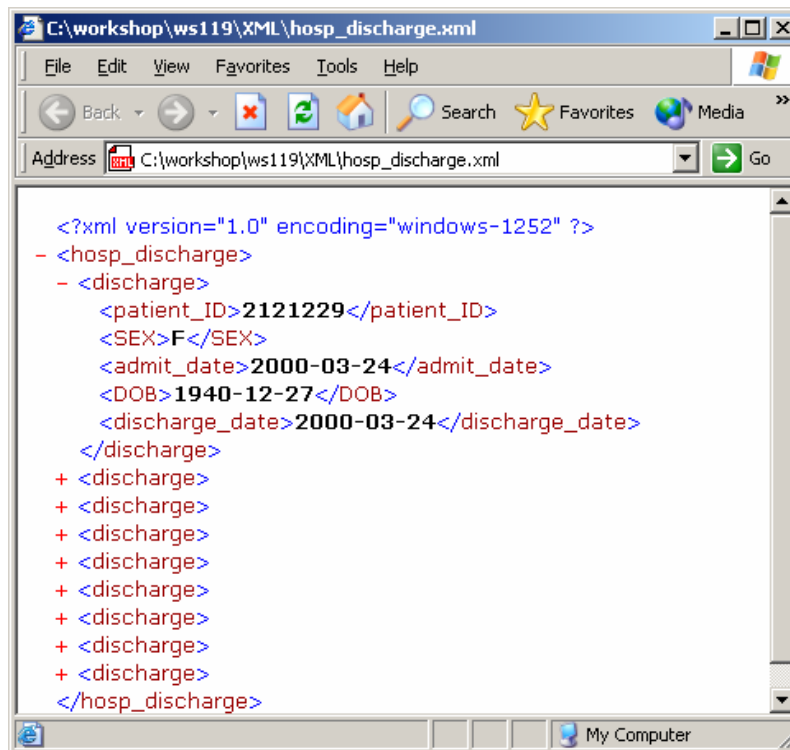 C:\workshop\ws119\XML\hosp_discharge.xml
File Edit View Favorites Tools Help
Back Search Favorites Media »
Address XML C:\workshop\ws119\XML\hosp_discharge.xml Go
<?xml version="1.0" encoding="windows-1252" ?>
- <hosp_discharge>
- <discharge>
<patient_ID>2121229</patient_ID>
<SEX>F</SEX>
<admit_date>2000-03-24</admit_date>
<DOB>1940-12-27</DOB>
<discharge_date>2000-03-24</discharge_date>
</discharge>
+ <discharge>
+ <discharge>
+ <discharge>
+ <discharge>
+ <discharge>
+ <discharge>
+ <discharge>
+ <discharge>
</hosp_discharge>
My Computer